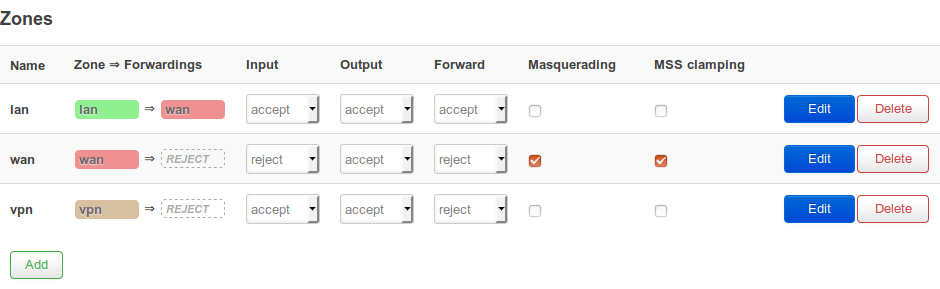 Zones
Name Zone ⇒ Forwardings Input Output Forward Masquerading MSS clamping
lan lan ⇒ wan accept accept accept Edit Delete
wan wan ⇒ REJECT reject accept reject Edit Delete
vpn vpn ⇒ REJECT accept accept reject Edit Delete
Add